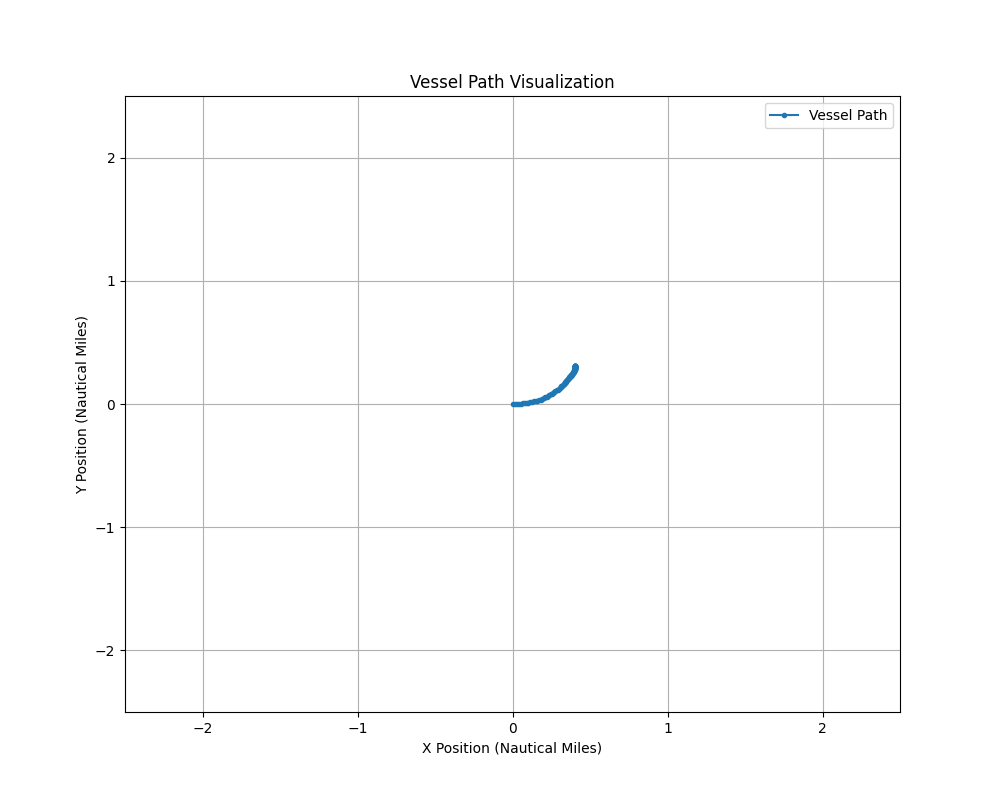 Vessel Path Visualization
Vessel Path
Y Position (Nautical Miles)
2
1
0
−1
−2
−2
−1
0
1
2
X Position (Nautical Miles)